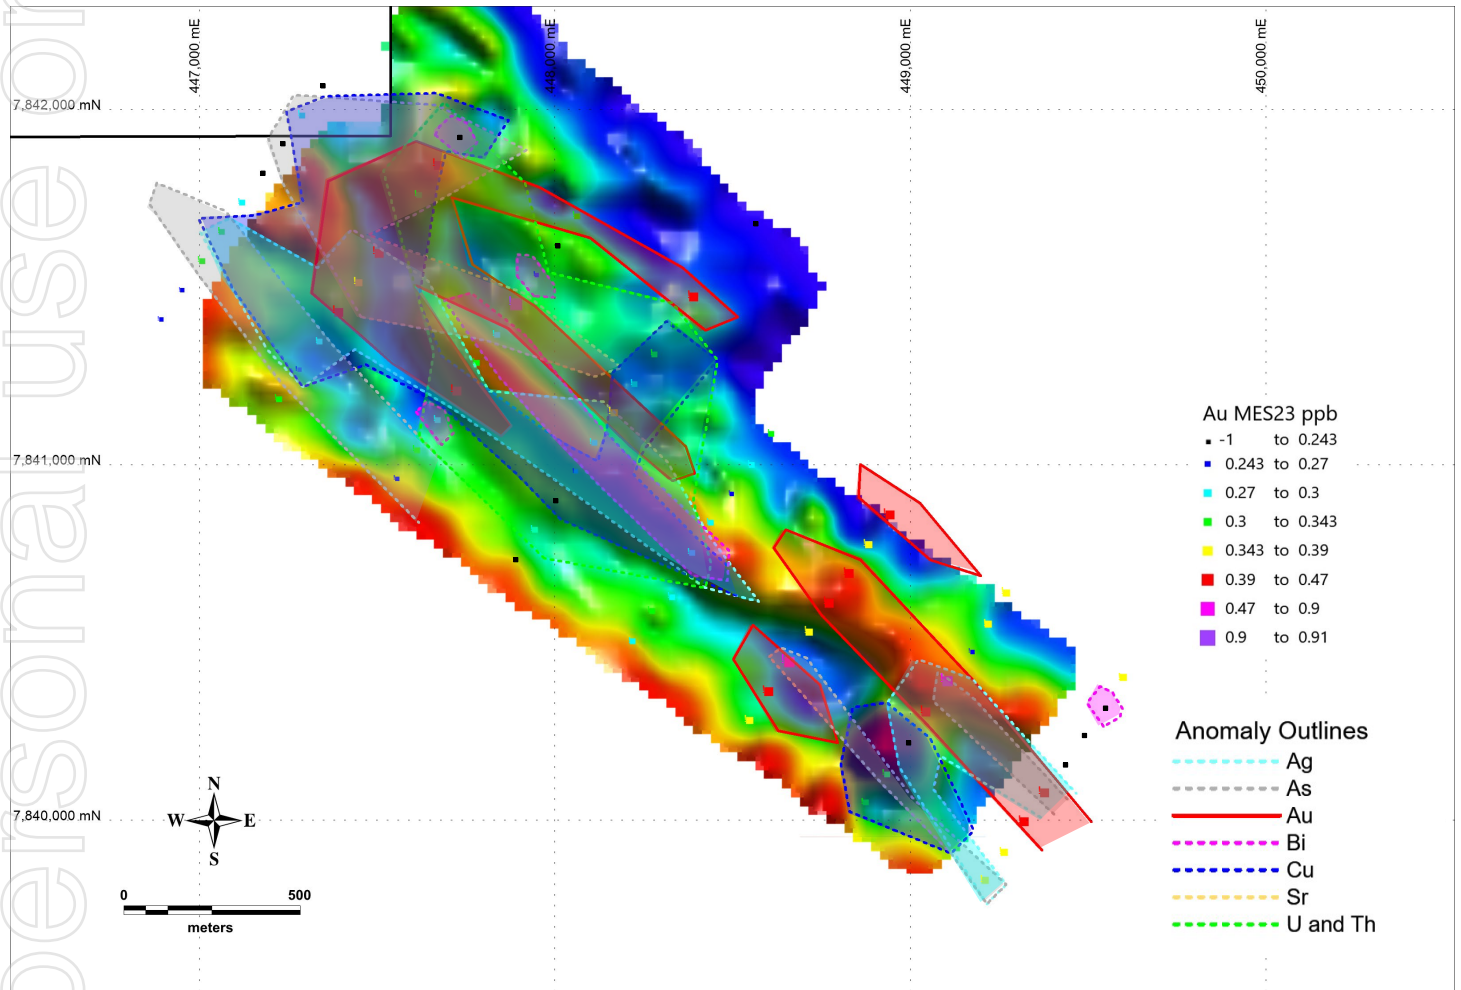 personal use or
447,000 mE
448,000 mE
449,000 mE
450,000 mE
7,842,000 mN
7,841,000 mN
7,840,000 mN
Au MES23 ppb
-1 to 0.243
0.243 to 0.27
0.27 to 0.3
0.3 to 0.343
0.343 to 0.39
0.39 to 0.47
0.47 to 0.9
0.9 to 0.91
Anomaly Outlines
Ag
As
Au
Bi
Cu
Sr
U and Th
N
W E
S
0 500
meters